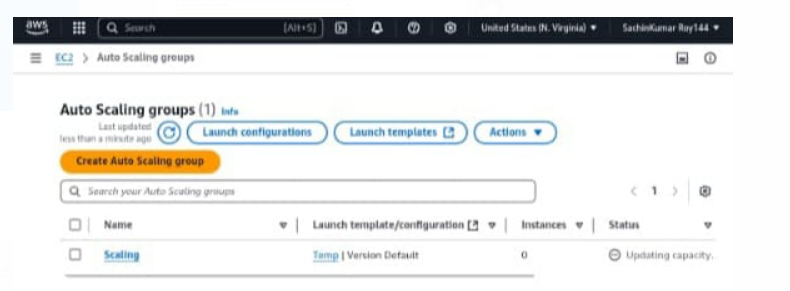 aws Search [Alt+S] United States (N. Virginia) SachinKumar Roy144
EC2 > Auto Scaling groups
Auto Scaling groups (1) Info
Last updated less than a minute ago
Launch configurations Launch templates Actions
Create Auto Scaling group
Search your Auto Scaling groups 1
Name Launch template/configuration Instances Status
Scaling Temp | Version Default 0 Updating capacity.